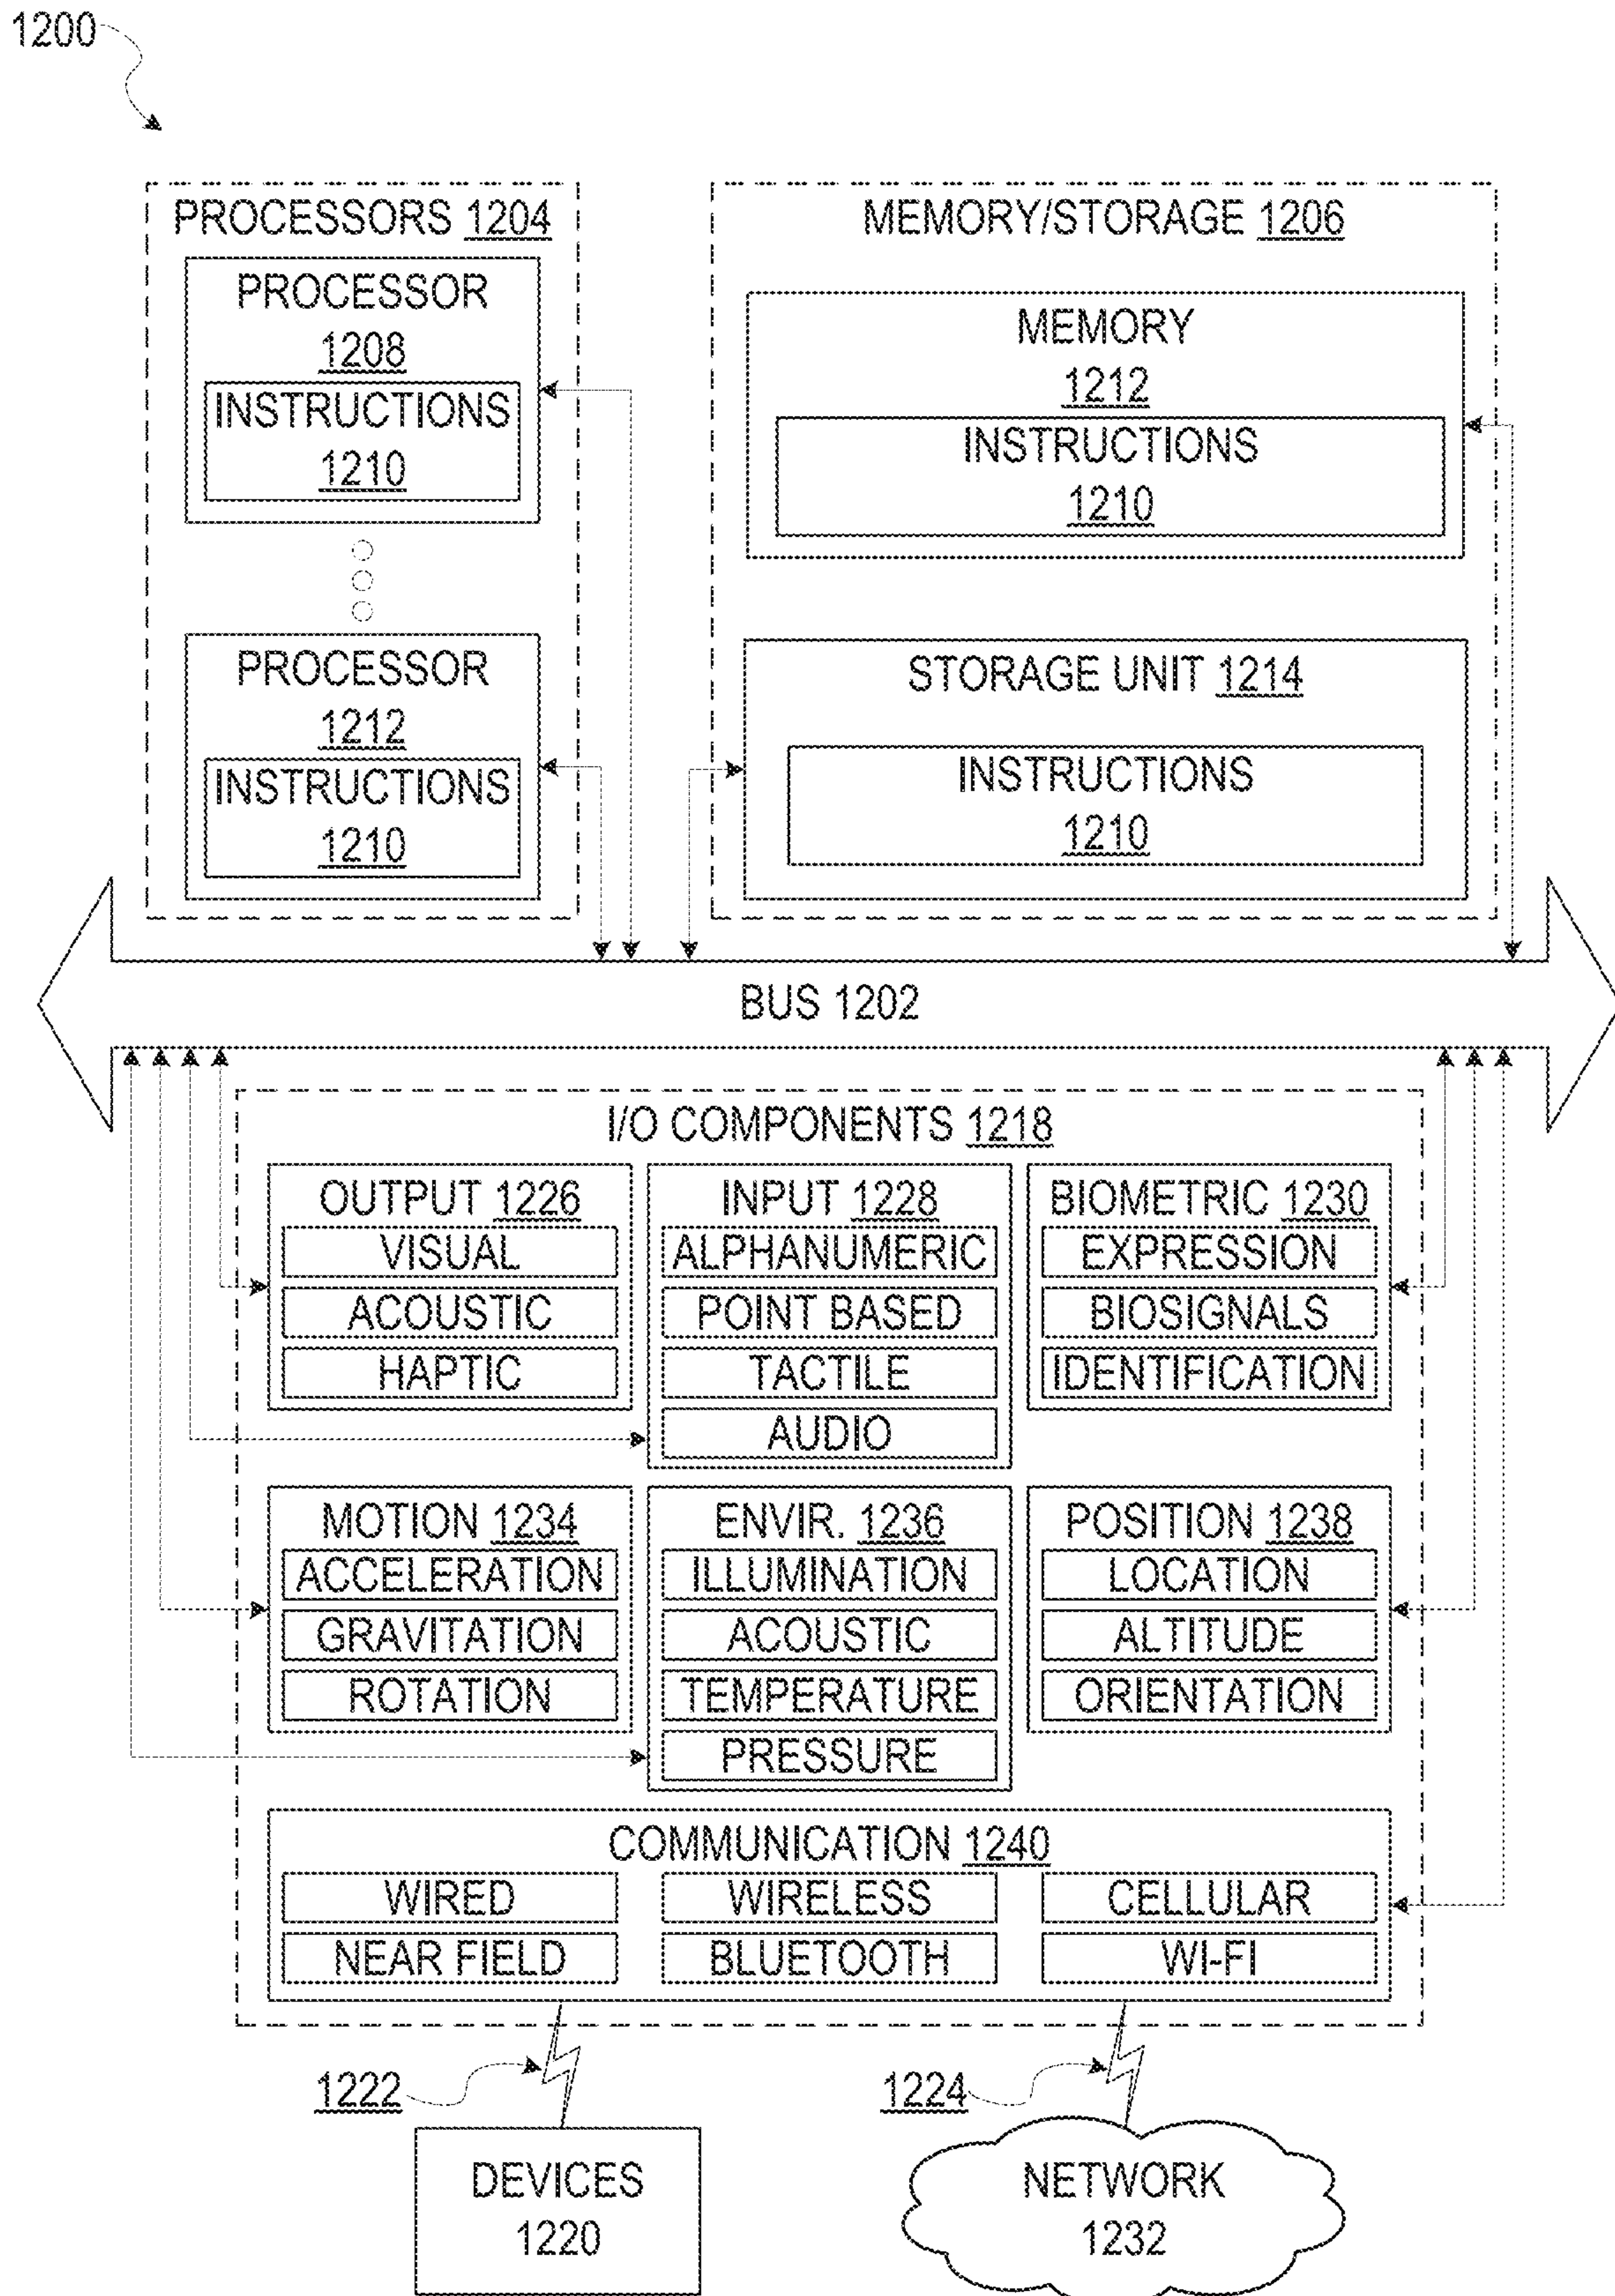 1200
PROCESSORS 1204
PROCESSOR
1208
INSTRUCTIONS
1210
PROCESSOR
1212
INSTRUCTIONS
1210
MEMORY/STORAGE 1206
MEMORY
1212
INSTRUCTIONS
1210
STORAGE UNIT 1214
INSTRUCTIONS
1210
BUS 1202
I/O COMPONENTS 1218
OUTPUT 1226
VISUAL
ACOUSTIC
HAPTIC
INPUT 1228
ALPHANUMERIC
POINT BASED
TACTILE
AUDIO
BIOMETRIC 1230
EXPRESSION
BIOSIGNALS
IDENTIFICATION
MOTION 1234
ACCELERATION
GRAVITATION
ROTATION
ENVIR. 1236
ILLUMINATION
ACOUSTIC
TEMPERATURE
PRESSURE
POSITION 1238
LOCATION
ALTITUDE
ORIENTATION
COMMUNICATION 1240
WIRED
WIRELESS
CELLULAR
NEAR FIELD
BLUETOOTH
WI-FI
1222
1224
DEVICES
1220
NETWORK
1232